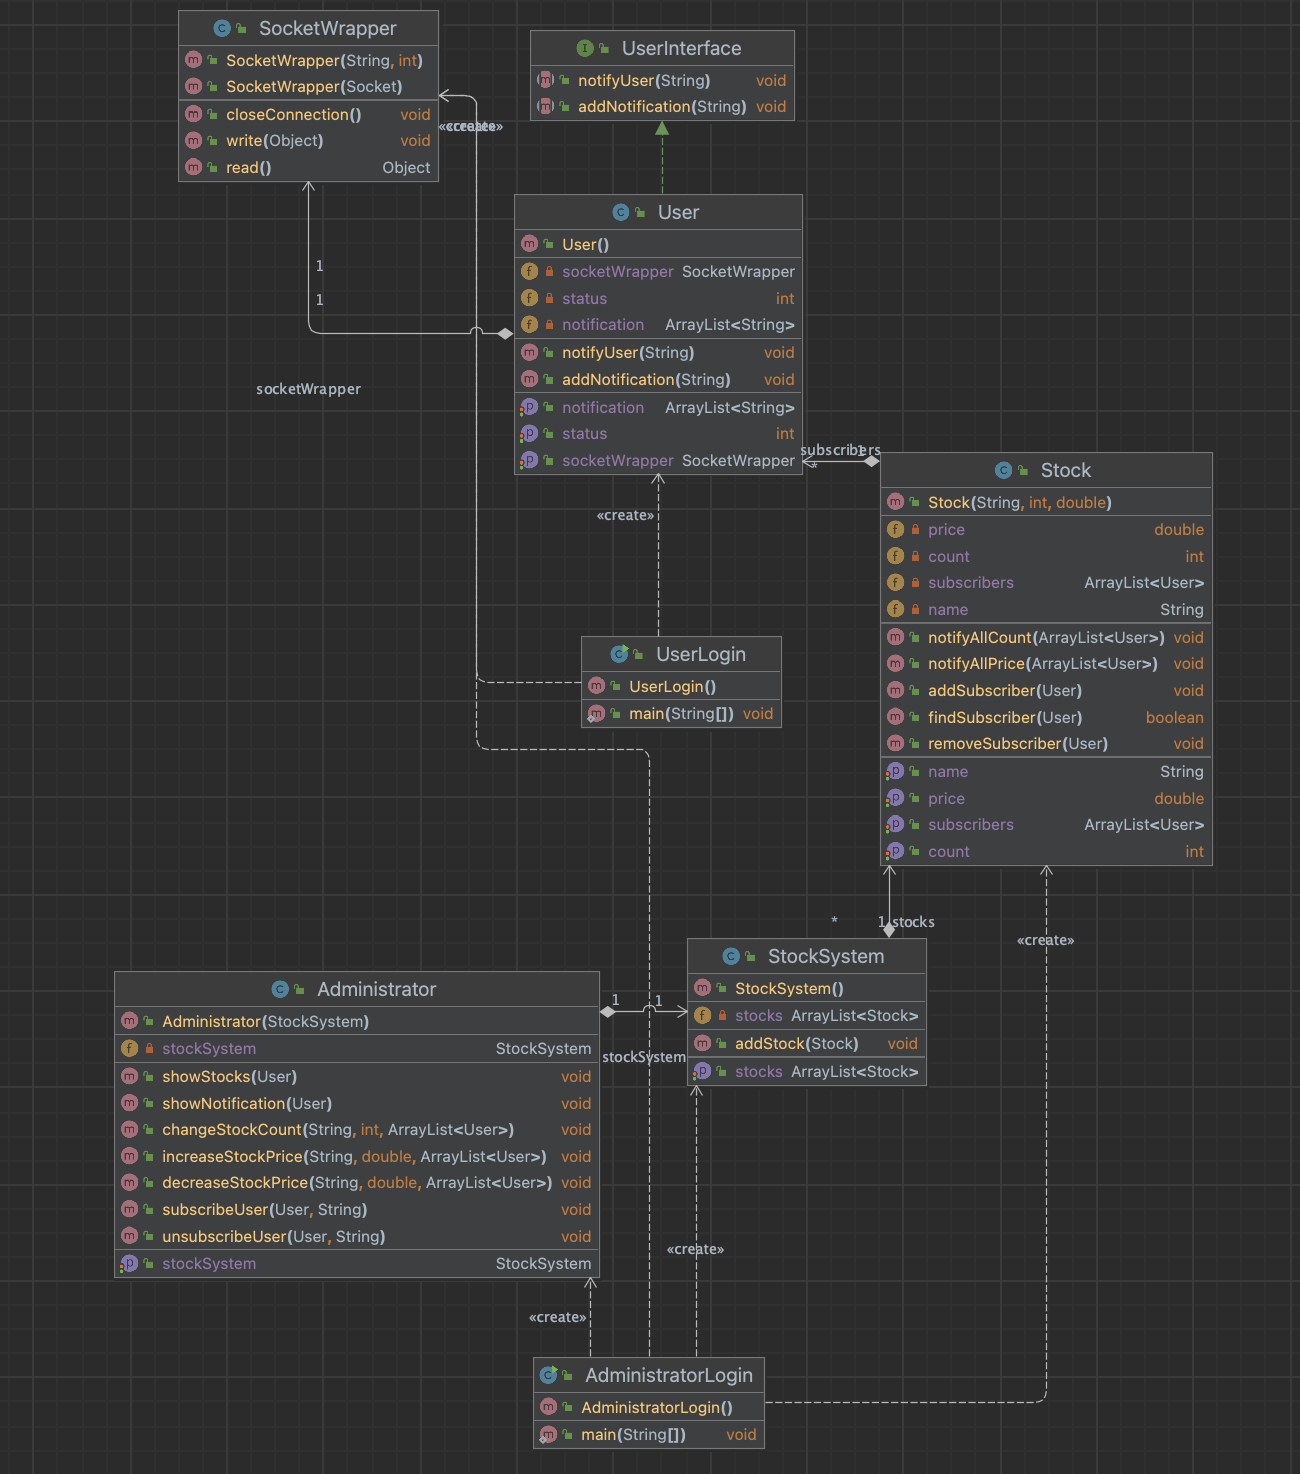 SocketWrapper
SocketWrapper(String, int)
SocketWrapper(Socket)
closeConnection() void
write(Object) void
read() Object
UserInterface
notifyUser(String) void
addNotification(String) void
«create»
«create»
User
User()
socketWrapper SocketWrapper
status int
notification ArrayList<String>
notifyUser(String) void
addNotification(String) void
notification ArrayList<String>
status int
socketWrapper SocketWrapper
1
1
socketWrapper
subscribers
1
*
«create»
Stock
Stock(String, int, double)
price double
count int
subscribers ArrayList<User>
name String
notifyAllCount(ArrayList<User>) void
notifyAllPrice(ArrayList<User>) void
addSubscriber(User) void
findSubscriber(User) boolean
removeSubscriber(User) void
name String
price double
subscribers ArrayList<User>
count int
UserLogin
UserLogin()
main(String[]) void
* 1 stocks
«create»
StockSystem
StockSystem()
stocks ArrayList<Stock>
addStock(Stock) void
stocks ArrayList<Stock>
Administrator
Administrator(StockSystem)
stockSystem StockSystem
showStocks(User) void
showNotification(User) void
changeStockCount(String, int, ArrayList<User>) void
increaseStockPrice(String, double, ArrayList<User>) void
decreaseStockPrice(String, double, ArrayList<User>) void
subscribeUser(User, String) void
unsubscribeUser(User, String) void
stockSystem StockSystem
1 1
stockSystem
«create»
«create»
AdministratorLogin
AdministratorLogin()
main(String[]) void